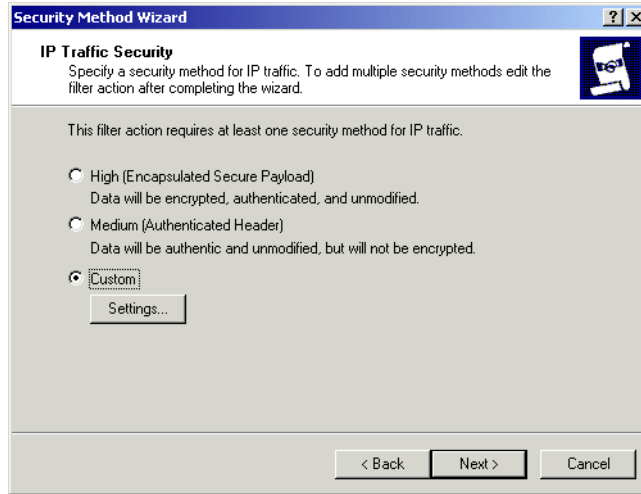 Security Method Wizard
IP Traffic Security
Specify a security method for IP traffic. To add multiple security methods edit the
filter action after completing the wizard.
This filter action requires at least one security method for IP traffic.
High (Encapsulated Secure Payload)
Data will be encrypted, authenticated, and unmodified.
Medium (Authenticated Header)
Data will be authentic and unmodified, but will not be encrypted.
Custom
Settings...
< Back Next > Cancel